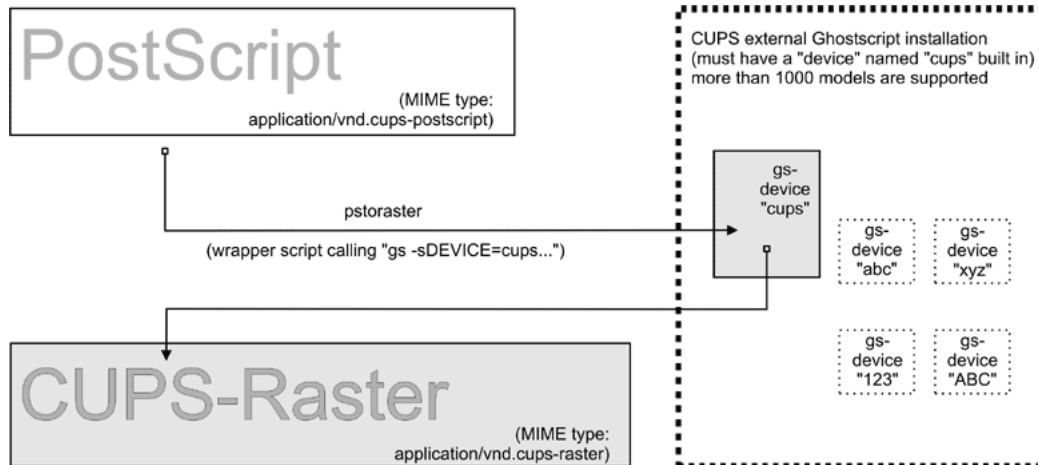 PostScript
(MIME type:
application/vnd.cups-postscript)
CUPS external Ghostscript installation
(must have a "device" named "cups" built in)
more than 1000 models are supported
gs-
device
"cups"
pstoraster
(wrapper script calling "gs -sDEVICE=cups...")
gs-
device
"abc"
gs-
device
"xyz"
gs-
device
"123"
gs-
device
"ABC"
CUPS-Raster
(MIME type:
application/vnd.cups-raster)